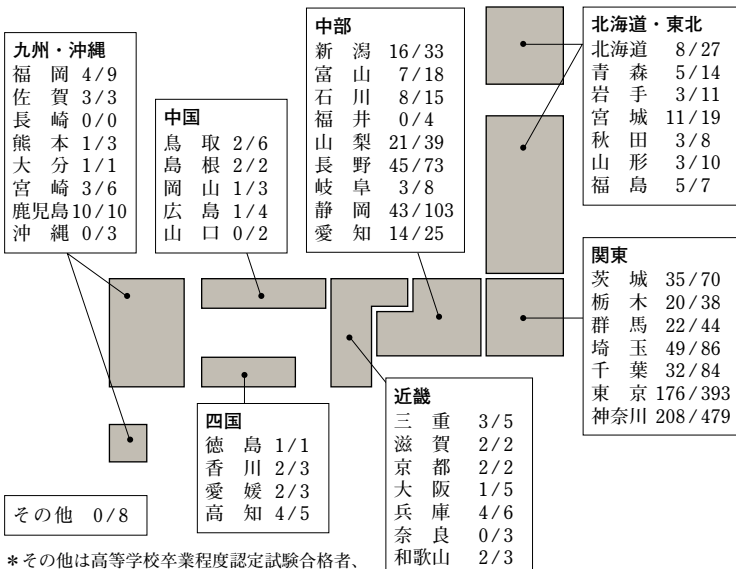 九州・沖縄
福岡 4/9
佐賀 3/3
長崎 0/0
熊本 1/3
大分 1/1
宮崎 3/6
鹿児島 10/10
沖縄 0/3
中国
鳥取 2/6
島根 2/2
岡山 1/3
広島 1/4
山口 0/2
中部
新潟 16/33
富山 7/18
石川 8/15
福井 0/4
山梨 21/39
長野 45/73
岐阜 3/8
静岡 43/103
愛知 14/25
北海道・東北
北海道 8/27
青森 5/14
岩手 3/11
宮城 11/19
秋田 3/8
山形 3/10
福島 5/7
関東
茨城 35/70
栃木 20/38
群馬 22/44
埼玉 49/86
千葉 32/84
東京 176/393
神奈川 208/479
四国
徳島 1/1
香川 2/3
愛媛 2/3
高知 4/5
近畿
三重 3/5
滋賀 2/2
京都 2/2
大阪 1/5
兵庫 4/6
奈良 0/3
和歌山 2/3
その他 0/8
*その他は高等学校卒業程度認定試験合格者、